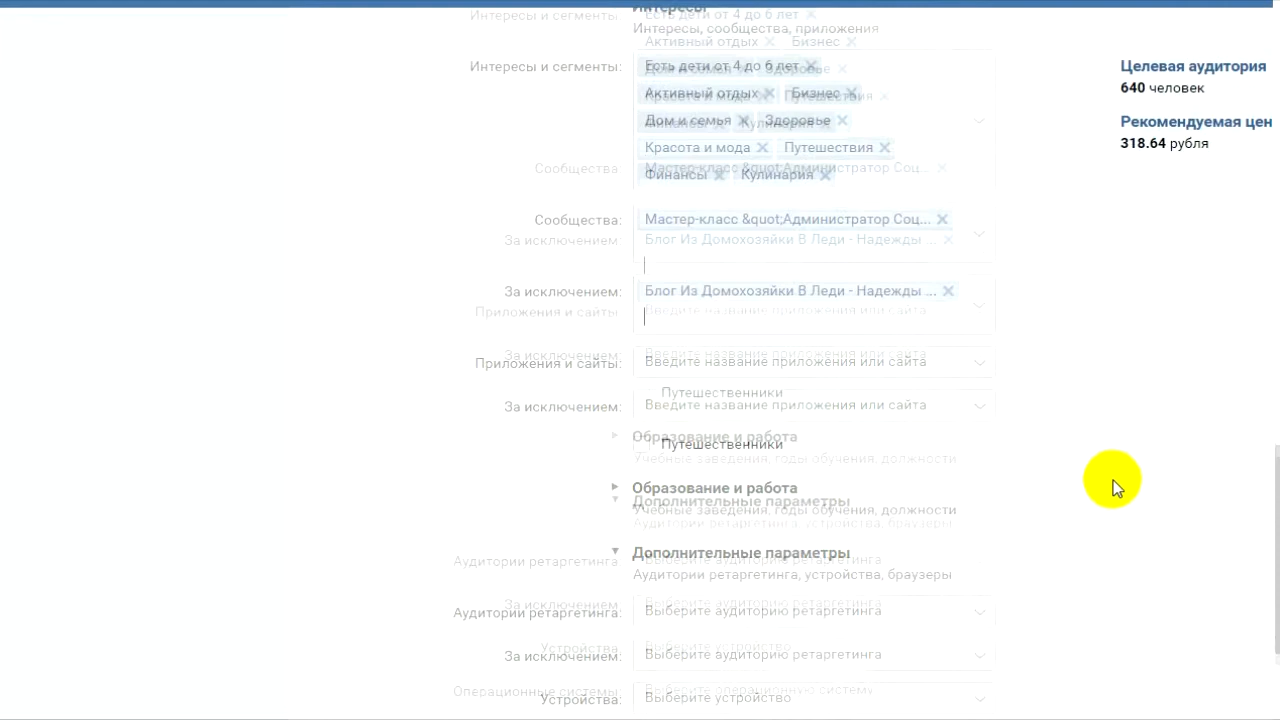 Интересы
Интересы, сообщества, приложения
Интересы и сегменты:
Есть дети от 4 до 6 лет
Активный отдых Бизнес
Дом и семья Здоровье
Красота и мода Путешествия
Финансы Кулинария
Целевая аудитория
640 человек
Рекомендуемая цен
318.64 рубля
Сообщества:
Мастер-класс &quot;Администратор Соц...
За исключением:
Блог Из Домохозяйки В Леди - Надежды ...
Приложения и сайты:
Введите название приложения или сайта
За исключением:
Введите название приложения или сайта
Путешественники
Образование и работа
Учебные заведения, годы обучения, должности
Дополнительные параметры
Аудитории ретаргетинга, устройства, браузеры
Аудитории ретаргетинга:
Выберите аудиторию ретаргетинга
За исключением:
Выберите аудиторию ретаргетинга
Устройства:
Выберите устройство